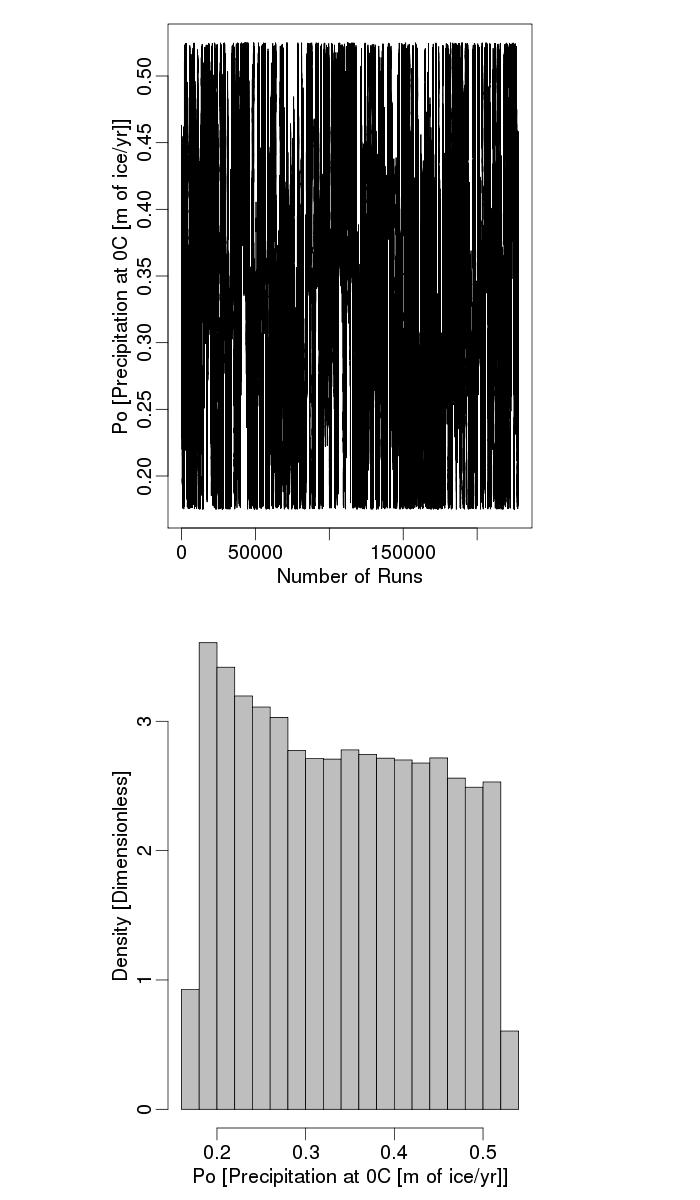 0.50
0.45
0.40
0.35
0.30
0.25
0.20
Po [Precipitation at 0C [m of ice/yr]]
0 50000 150000
Number of Runs
3
2
1
0
Density [Dimensionless]
0.2 0.3 0.4 0.5
Po [Precipitation at 0C [m of ice/yr]]